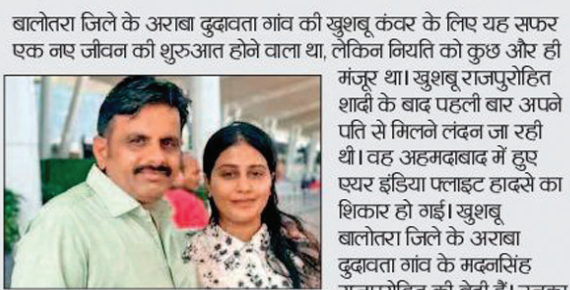 बालोतरा जिले के अराबा दुदावता गांव की खुशबू कंवर के लिए यह सफर
एक नए जीवन की शुरुआत होने वाला था, लेकिन नियति को कुछ और ही
मंजूर था। खुशबू राजपुरोहित
शादी के बाद पहली बार अपने
पति से मिलने लंदन जा रही
थी। वह अहमदाबाद में हुए
एयर इंडिया फ्लाइट हादसे का
शिकार हो गई। खुशबू
बालोतरा जिले के अराबा
दुदावता गांव के मदनसिंह